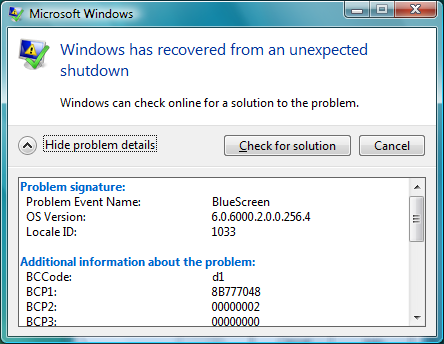 Microsoft Windows
Windows has recovered from an unexpected
shutdown
Windows can check online for a solution to the problem.
Hide problem details
Check for solution
Cancel
Problem signature:
Problem Event Name: BlueScreen
OS Version: 6.0.6000.2.0.0.256.4
Locale ID: 1033
Additional information about the problem:
BCCode: d1
BCP1: 8B777048
BCP2: 00000002
BCP3: 00000000